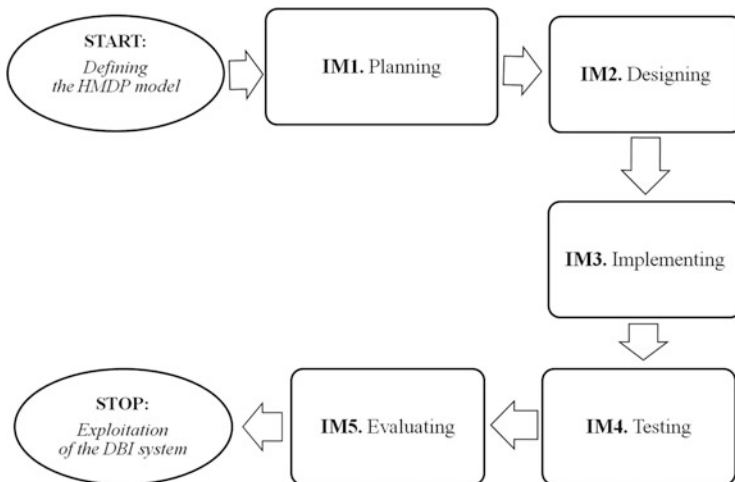 START:
Defining
the HMDP model
IM1. Planning
IM2. Designing
IM3. Implementing
IM4. Testing
IM5. Evaluating
STOP:
Exploitation
of the DBI system